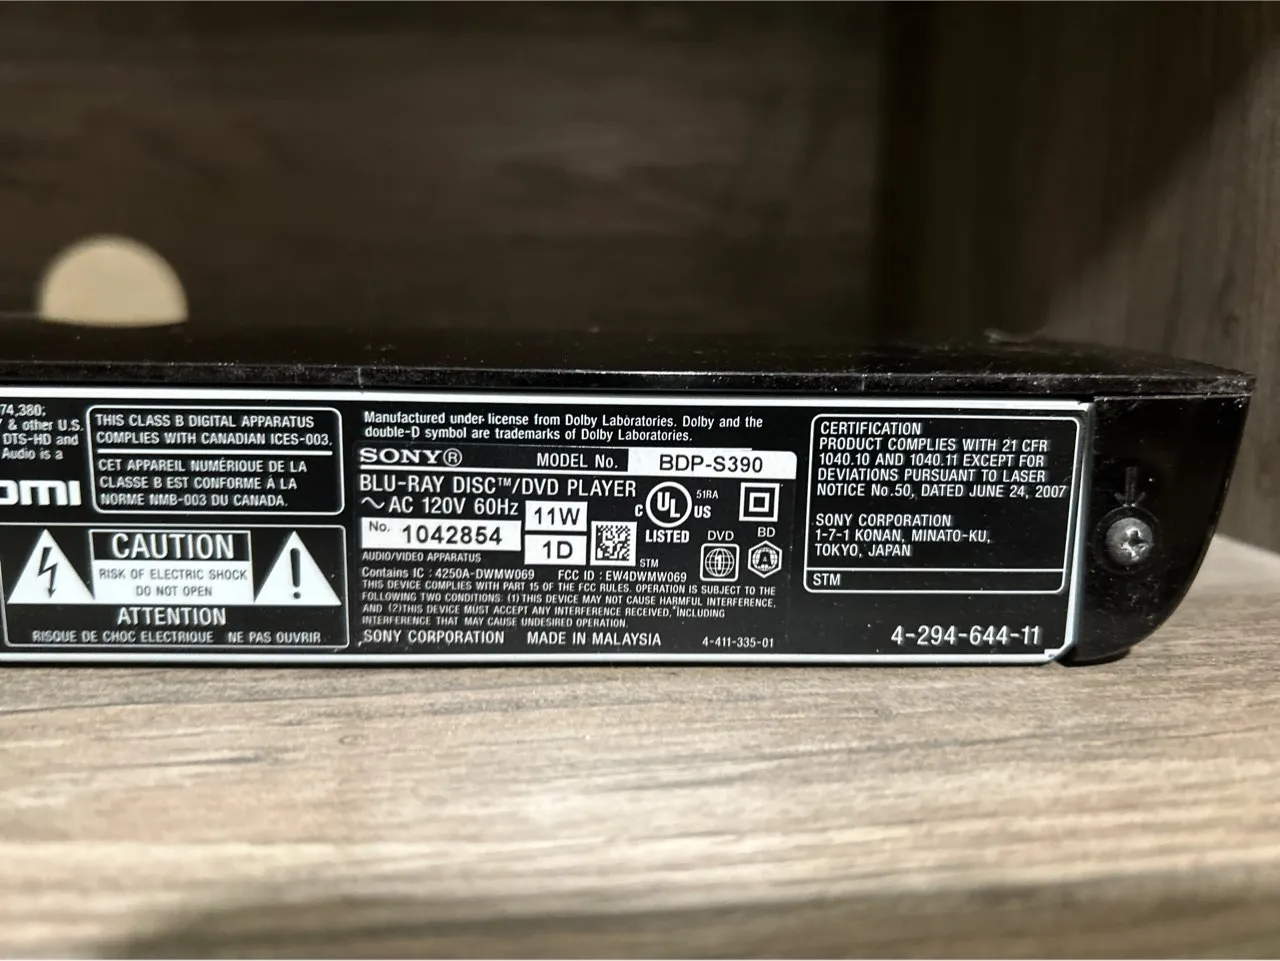 74,380;
& other U.S.
DTS-HD and
Audio is a
THIS CLASS B DIGITAL APPARATUS
COMPLIES WITH CANADIAN ICES-003.
CET APPAREIL NUMÉRIQUE DE LA
CLASSE B EST CONFORME À LA
NORME NMB-003 DU CANADA.
CAUTION
RISK OF ELECTRIC SHOCK
DO NOT OPEN
ATTENTION
RISQUE DE CHOC ELECTRIQUE NE PAS OUVRIR
Manufactured under license from Dolby Laboratories. Dolby and the
double-D symbol are trademarks of Dolby Laboratories.
SONY® MODEL No. BDP-S390
BLU-RAY DISC™/DVD PLAYER
~AC 120V 60Hz 11W
No. 1042854 1D
C UL US 51RA
LISTED
DVD BD
AUDIO/VIDEO APPARATUS STM
Contains IC : 4250A-DWMW069 FCC ID : EW4DWMW069
THIS DEVICE COMPLIES WITH PART 15 OF THE FCC RULES. OPERATION IS SUBJECT TO THE
FOLLOWING TWO CONDITIONS: (1) THIS DEVICE MAY NOT CAUSE HARMFUL INTERFERENCE,
AND (2)THIS DEVICE MUST ACCEPT ANY INTERFERENCE RECEIVED, INCLUDING
INTERFERENCE THAT MAY CAUSE UNDESIRED OPERATION.
SONY CORPORATION MADE IN MALAYSIA 4-411-335-01
CERTIFICATION
PRODUCT COMPLIES WITH 21 CFR
1040.10 AND 1040.11 EXCEPT FOR
DEVIATIONS PURSUANT TO LASER
NOTICE No.50, DATED JUNE 24, 2007
SONY CORPORATION
1-7-1 KONAN, MINATO-KU,
TOKYO, JAPAN
STM
4-294-644-11